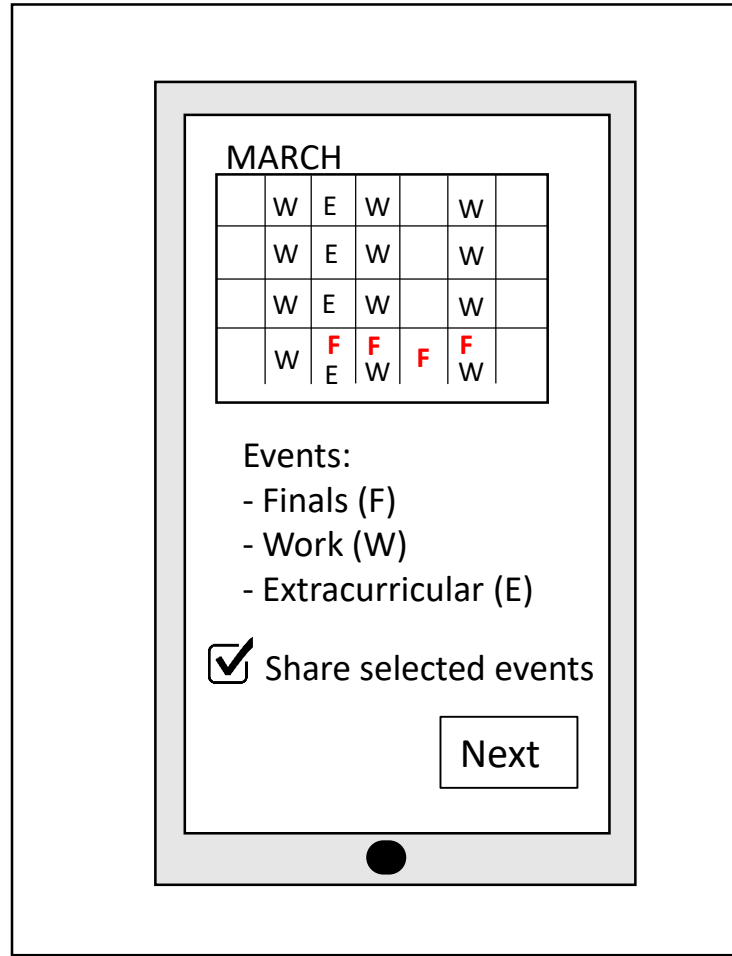 MARCH
W E W W
W E W W
W E W W
F F F F
W E W W
Events:
- Finals (F)
- Work (W)
- Extracurricular (E)
Share selected events
Next